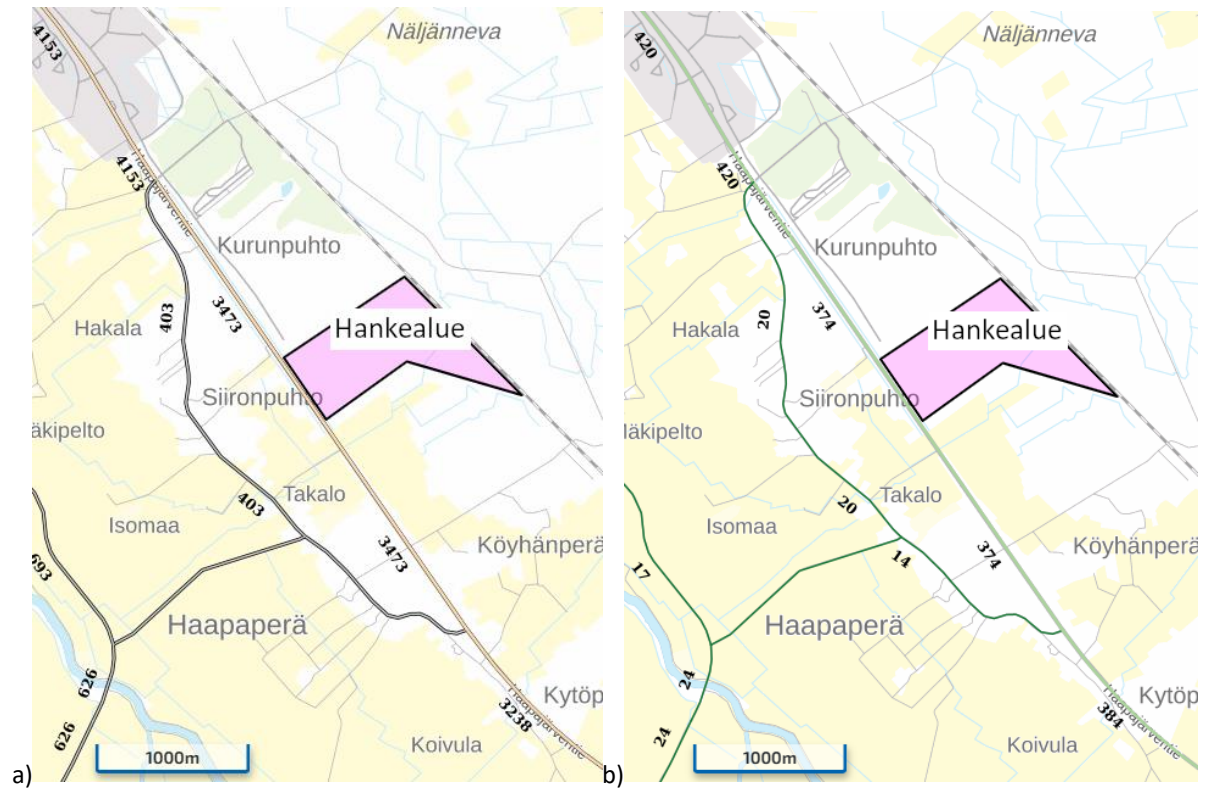 4153
Näljänneva
4153
Haapajärventie
Kurunpuhto
403
3473
Hakala
Hankealue
Siironpuhto
äkipelto
Takalo
403
Isomaa
3473
Köyhänperä
693
Haapaperä
626
626
Haapajärventie
3238
Kytöp
Koivula
1000m
a)
420
Näljänneva
420
Haapajärventie
Kurunpuhto
20
374
Hakala
Hankealue
Siironpuhto
läkipelto
Takalo
20
Isomaa
14
374
Köyhänperä
17
Haapaperä
24
24
Haapajärventie
384
Kytöp
Koivula
1000m
b)